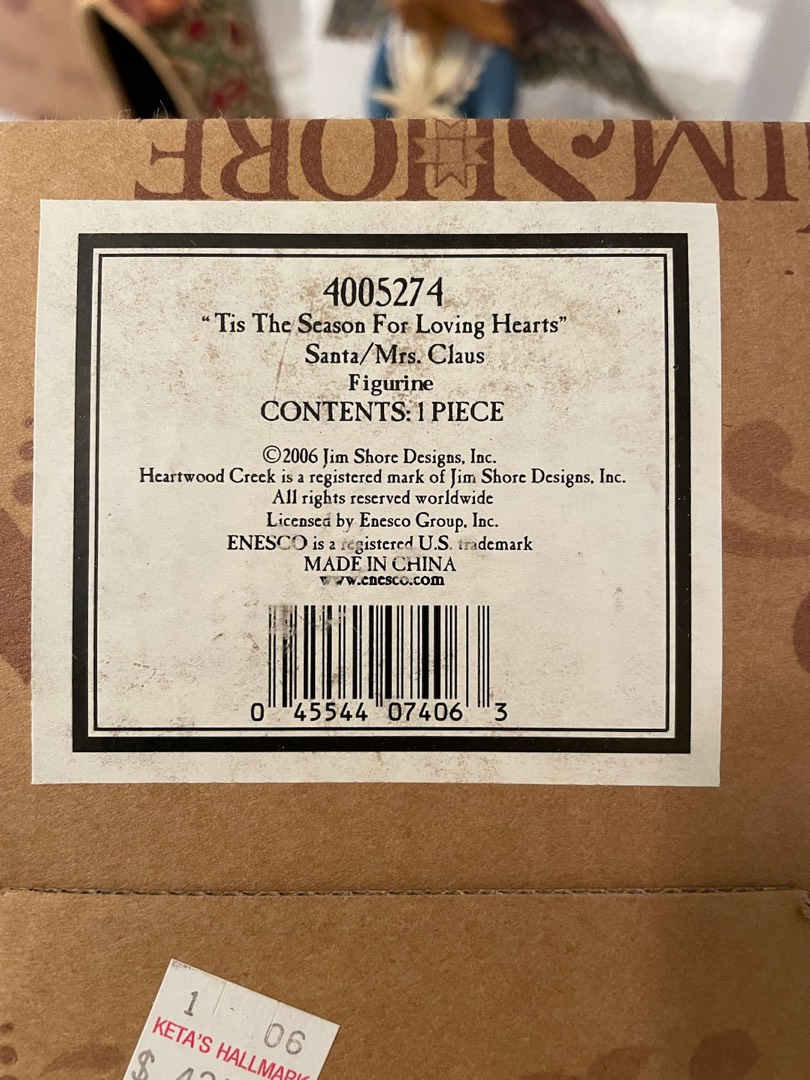 JIM SHORE
4005274
“Tis The Season For Loving Hearts”
Santa/Mrs. Claus
Figurine
CONTENTS: 1 PIECE
©2006 Jim Shore Designs, Inc.
Heartwood Creek is a registered mark of Jim Shore Designs, Inc.
All rights reserved worldwide
Licensed by Enesco Group, Inc.
ENESCO is a registered U.S. trademark
MADE IN CHINA
www.enesco.com
0 45544 07406 3
1 06
KETA'S HALLMARK
$